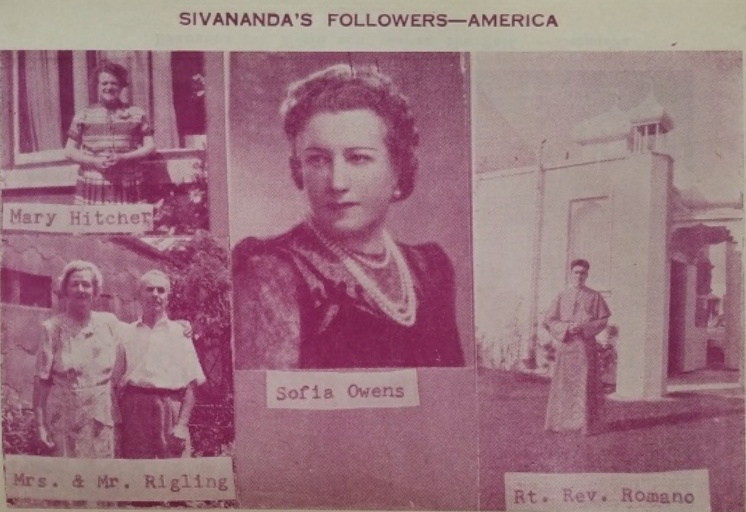 SIVANANDA'S FOLLOWERS—AMERICA
Mary Hitcher
Sofia Owens
Mrs. & Mr. Rigling
Rt. Rev. Romano